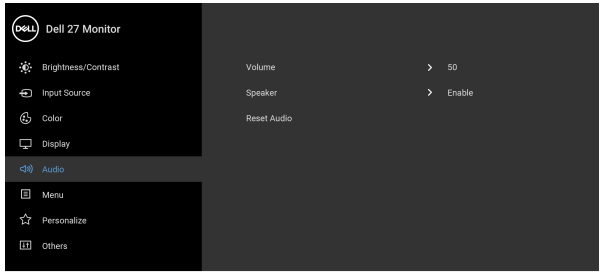 DELL Dell 27 Monitor
Brightness/Contrast
Volume 50
Input Source
Speaker Enable
Color
Reset Audio
Display
Audio
Menu
Personalize
Others